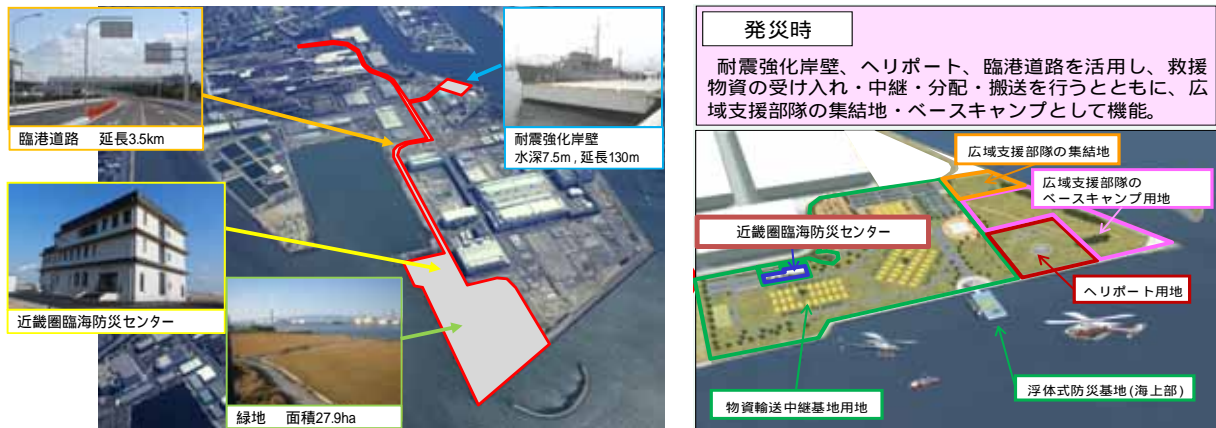 臨港道路 延長3.5km
耐震強化岸壁
水深7.5m , 延長130m
近畿圏臨海防災センター
緑地 面積27.9ha
発災時
耐震強化岸壁、ヘリポート、臨港道路を活用し、救援
物資の受け入れ・中継・分配・搬送を行うとともに、広
域支援部隊の集結地・ベースキャンプとして機能。
広域支援部隊の集結地
広域支援部隊の
ベースキャンプ用地
近畿圏臨海防災センター
ヘリポート用地
物資輸送中継基地用地
浮体式防災基地(海上部)